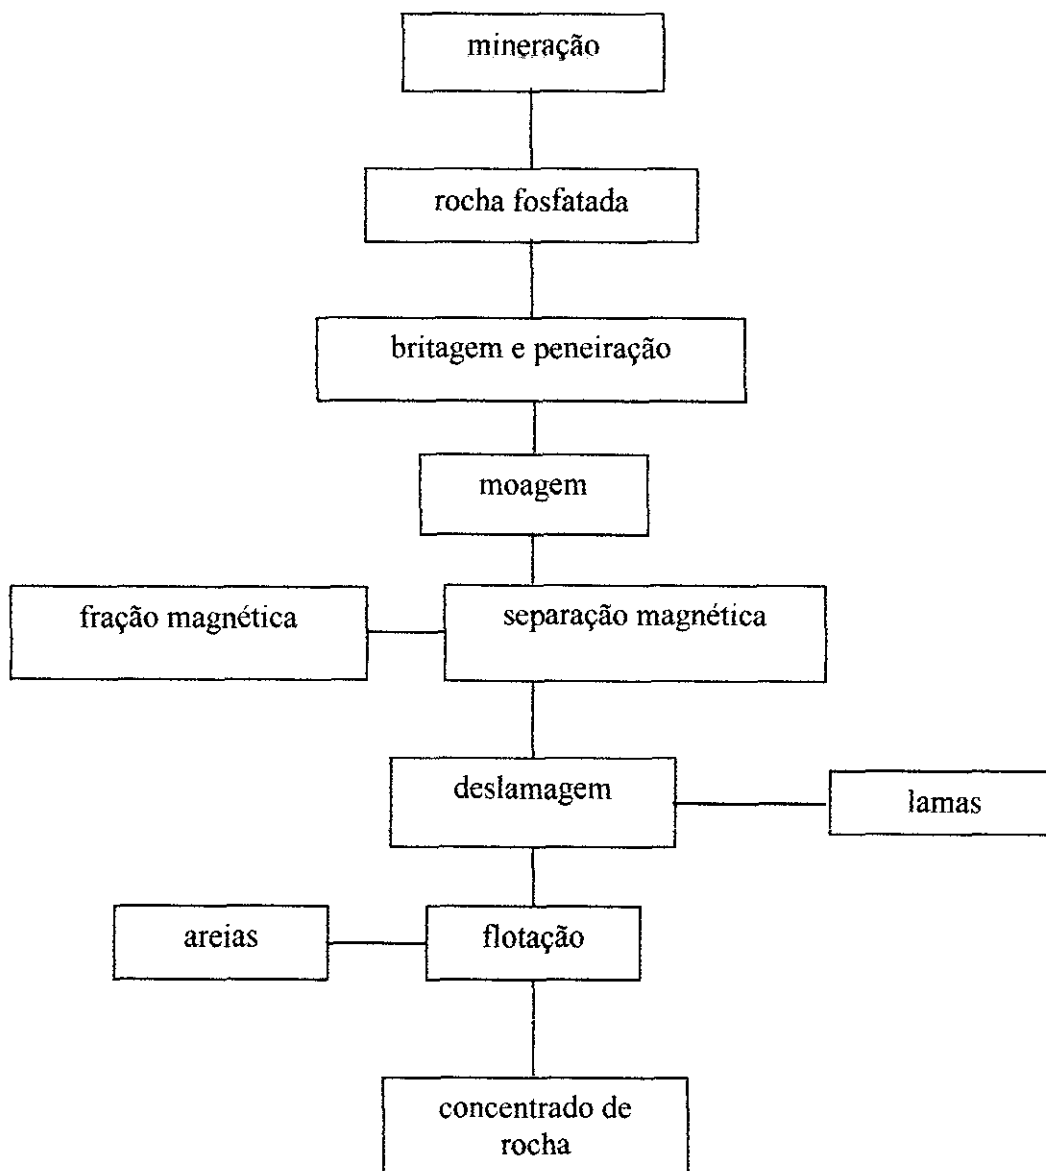 mineração
rocha fosfatada
britagem e peneiração
moagem
fração magnética
separação magnética
deslamagem
lamas
areias
flotação
concentrado de
rocha